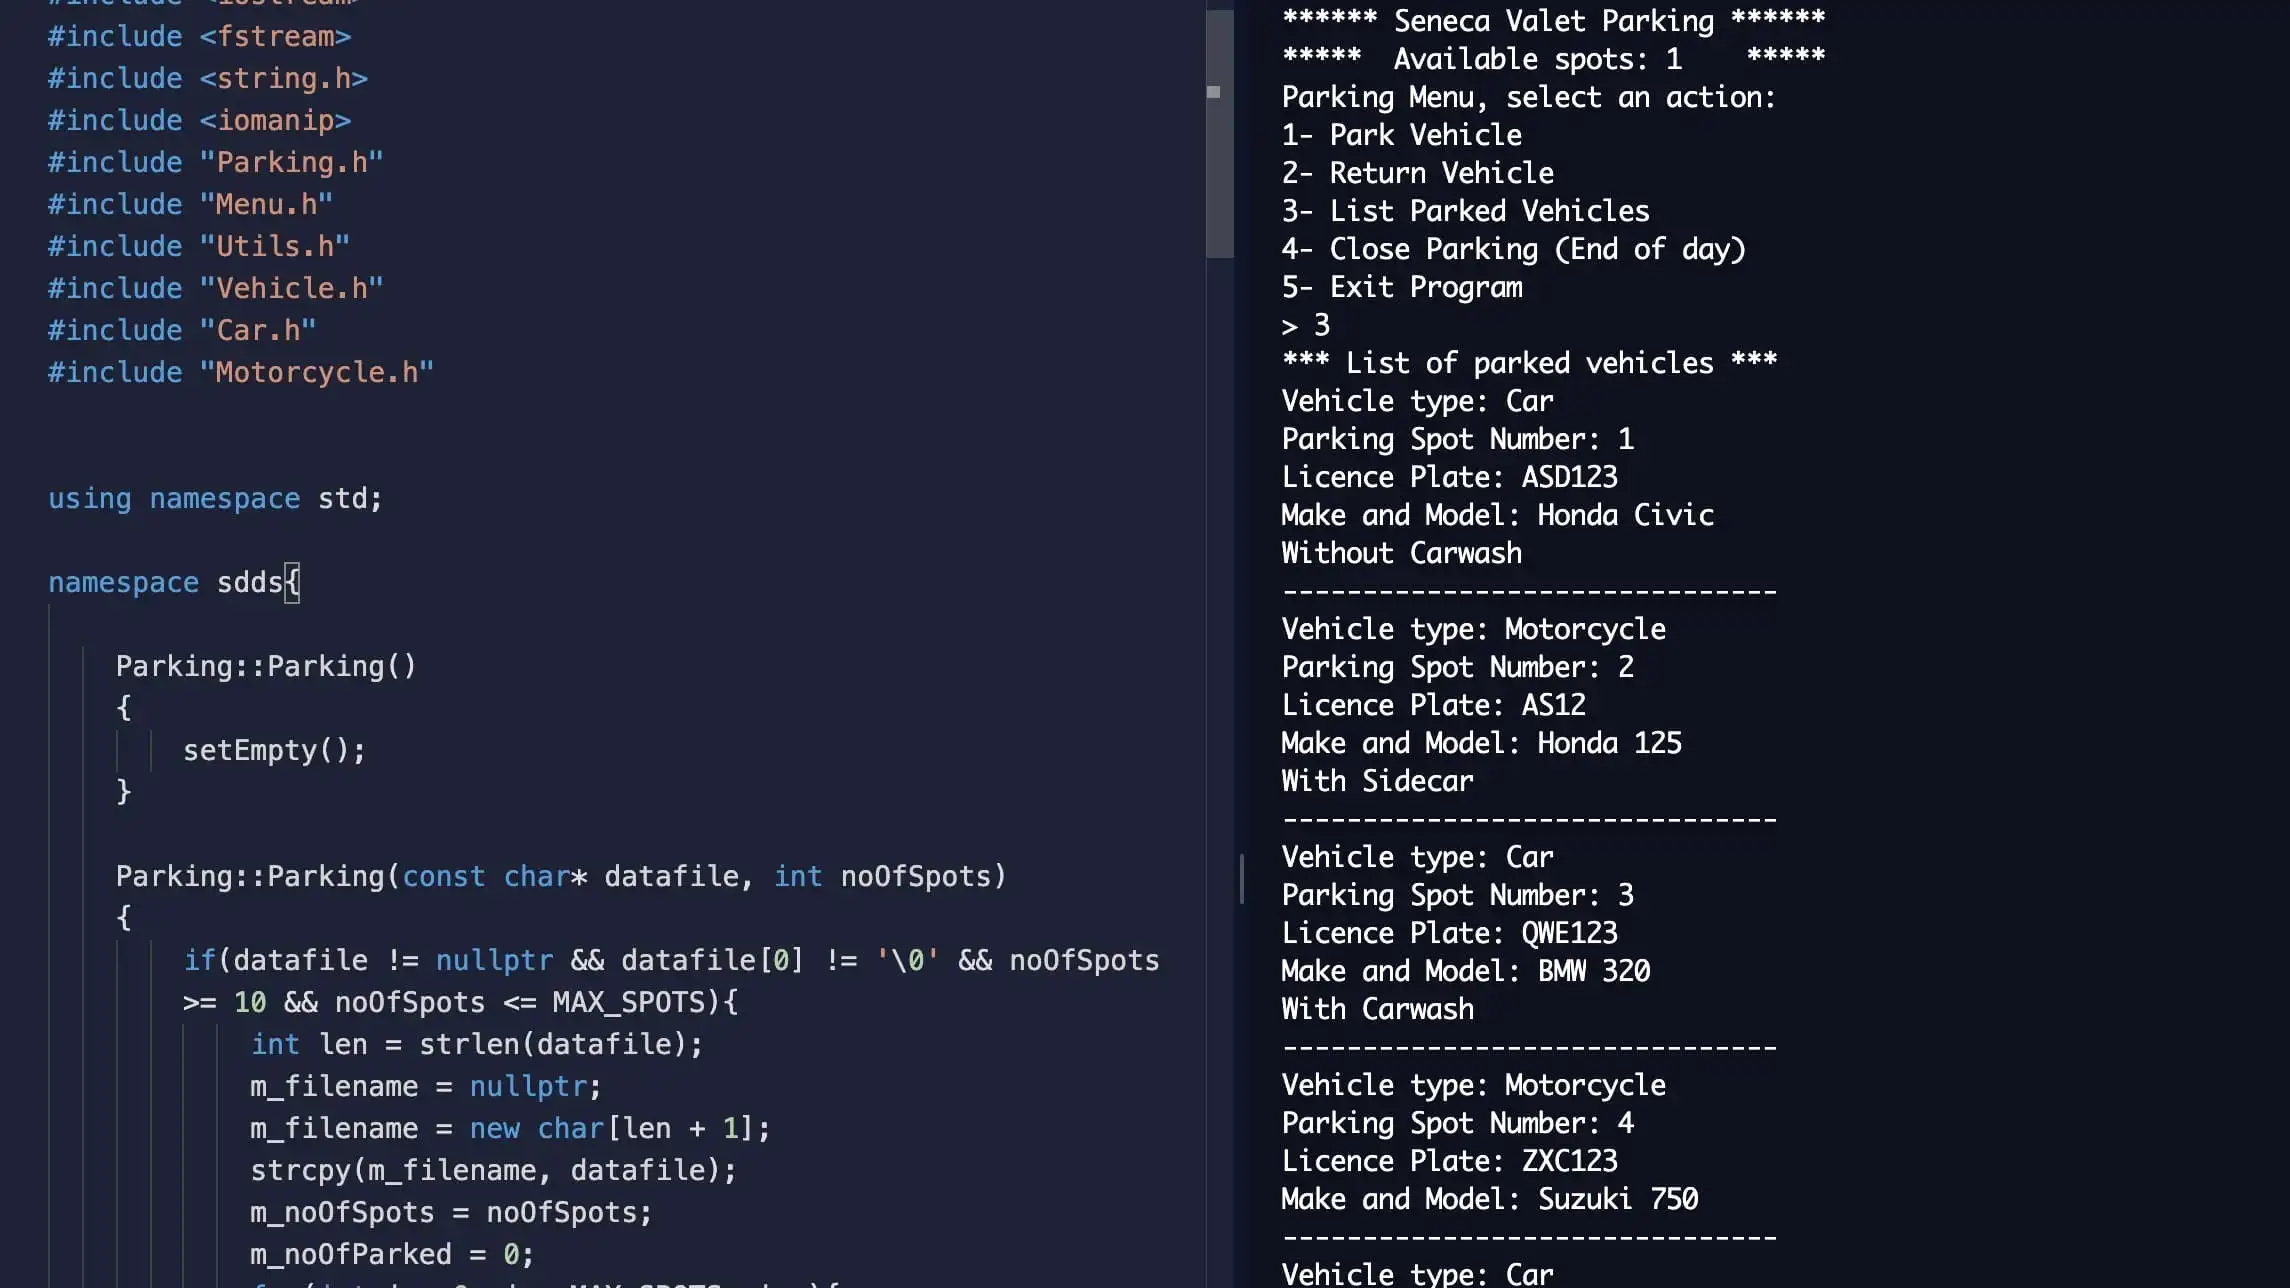 #include <iostream>
#include <fstream>
#include <string.h>
#include <iomanip>
#include "Parking.h"
#include "Menu.h"
#include "Utils.h"
#include "Vehicle.h"
#include "Car.h"
#include "Motorcycle.h"
using namespace std;
namespace sdds{
Parking::Parking()
{
setEmpty();
}
Parking::Parking(const char* datafile, int noOfSpots)
{
if(datafile != nullptr && datafile[0] != '\0' && noOfSpots
>= 10 && noOfSpots <= MAX_SPOTS){
int len = strlen(datafile);
m_filename = nullptr;
m_filename = new char[len + 1];
strcpy(m_filename, datafile);
m_noOfSpots = noOfSpots;
m_noOfParked = 0;
****** Seneca Valet Parking ******
*****  Available spots: 1    *****
Parking Menu, select an action:
1- Park Vehicle
2- Return Vehicle
3- List Parked Vehicles
4- Close Parking (End of day)
5- Exit Program
> 3
*** List of parked vehicles ***
Vehicle type: Car
Parking Spot Number: 1
Licence Plate: ASD123
Make and Model: Honda Civic
Without Carwash
-------------------------------
Vehicle type: Motorcycle
Parking Spot Number: 2
Licence Plate: AS12
Make and Model: Honda 125
With Sidecar
-------------------------------
Vehicle type: Car
Parking Spot Number: 3
Licence Plate: QWE123
Make and Model: BMW 320
With Carwash
-------------------------------
Vehicle type: Motorcycle
Parking Spot Number: 4
Licence Plate: ZXC123
Make and Model: Suzuki 750
-------------------------------
Vehicle type: Car